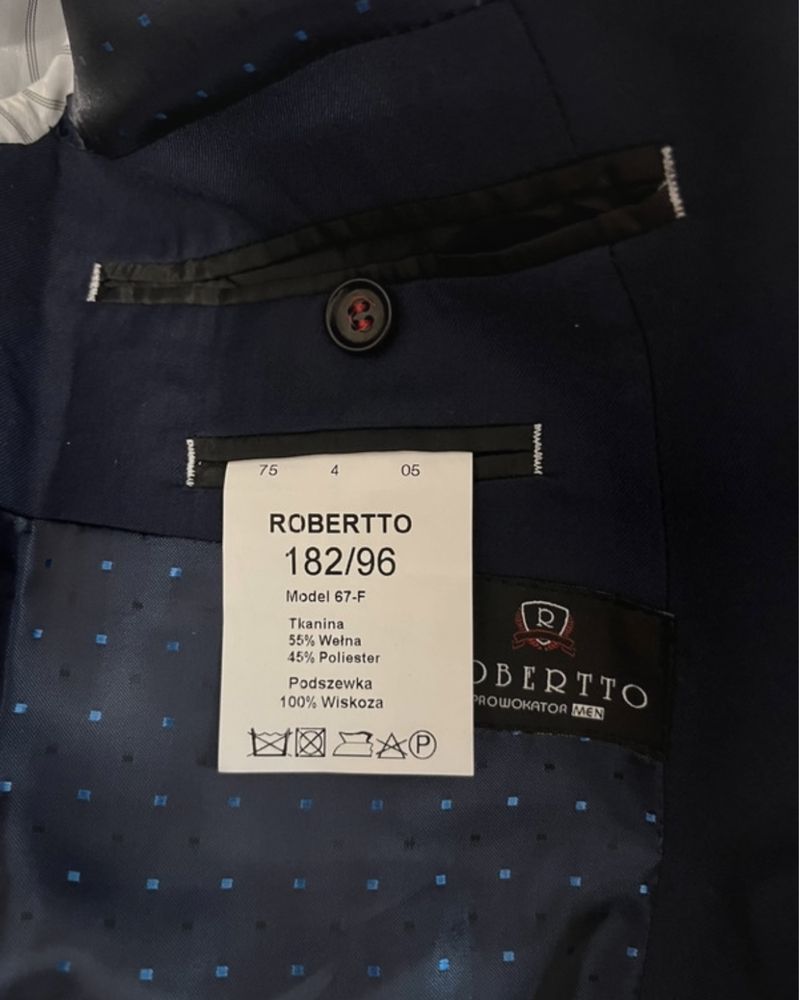 75 4 05
ROBERTTO
182/96
Model 67-F
Tkanina
55% Wełna
45% Poliester
Podszewka
100% Wiskoza
P
R
OBERTTO
PROWOKATOR MEN